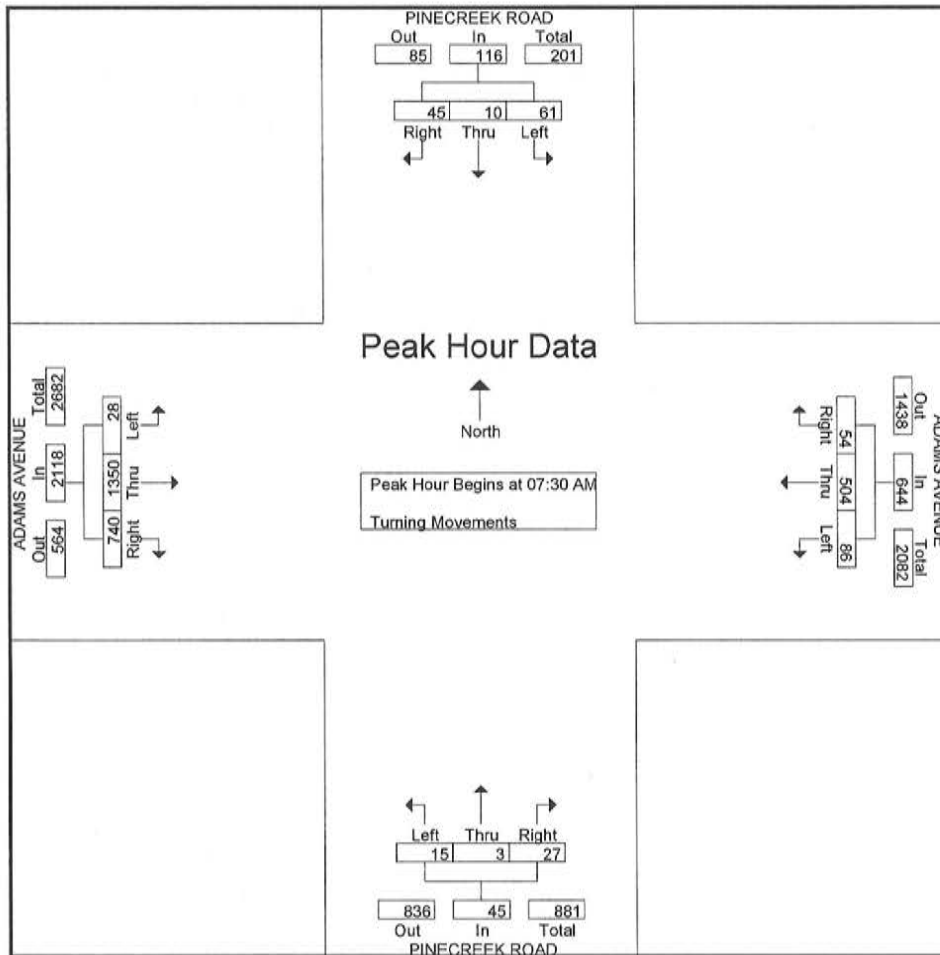 PINECREEK ROAD
Out In Total
85 116 201
45 10 61
Right Thru Left
Peak Hour Data
North
Peak Hour Begins at 07:30 AM
Turning Movements
ADAMS AVENUE
Out In Total
564 2118 2682
740 1350 28
Right Thru Left
ADAMS AVENUE
Out In Total
1438 644 2082
54 504 86
Right Thru Left
Left Thru Right
15 3 27
836 45 881
Out In Total
PINECREEK ROAD